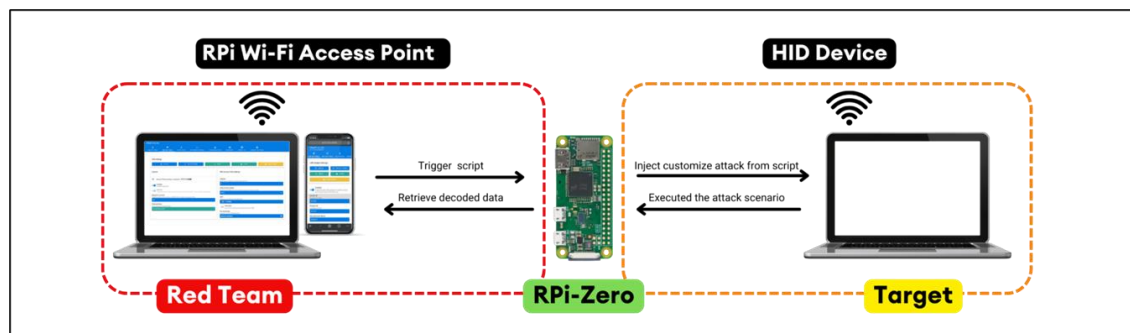 RPi Wi-Fi Access Point
HID Device
Trigger script
Retrieve decoded data
Inject customize attack from script
Executed the attack scenario
Red Team
RPi-Zero
Target